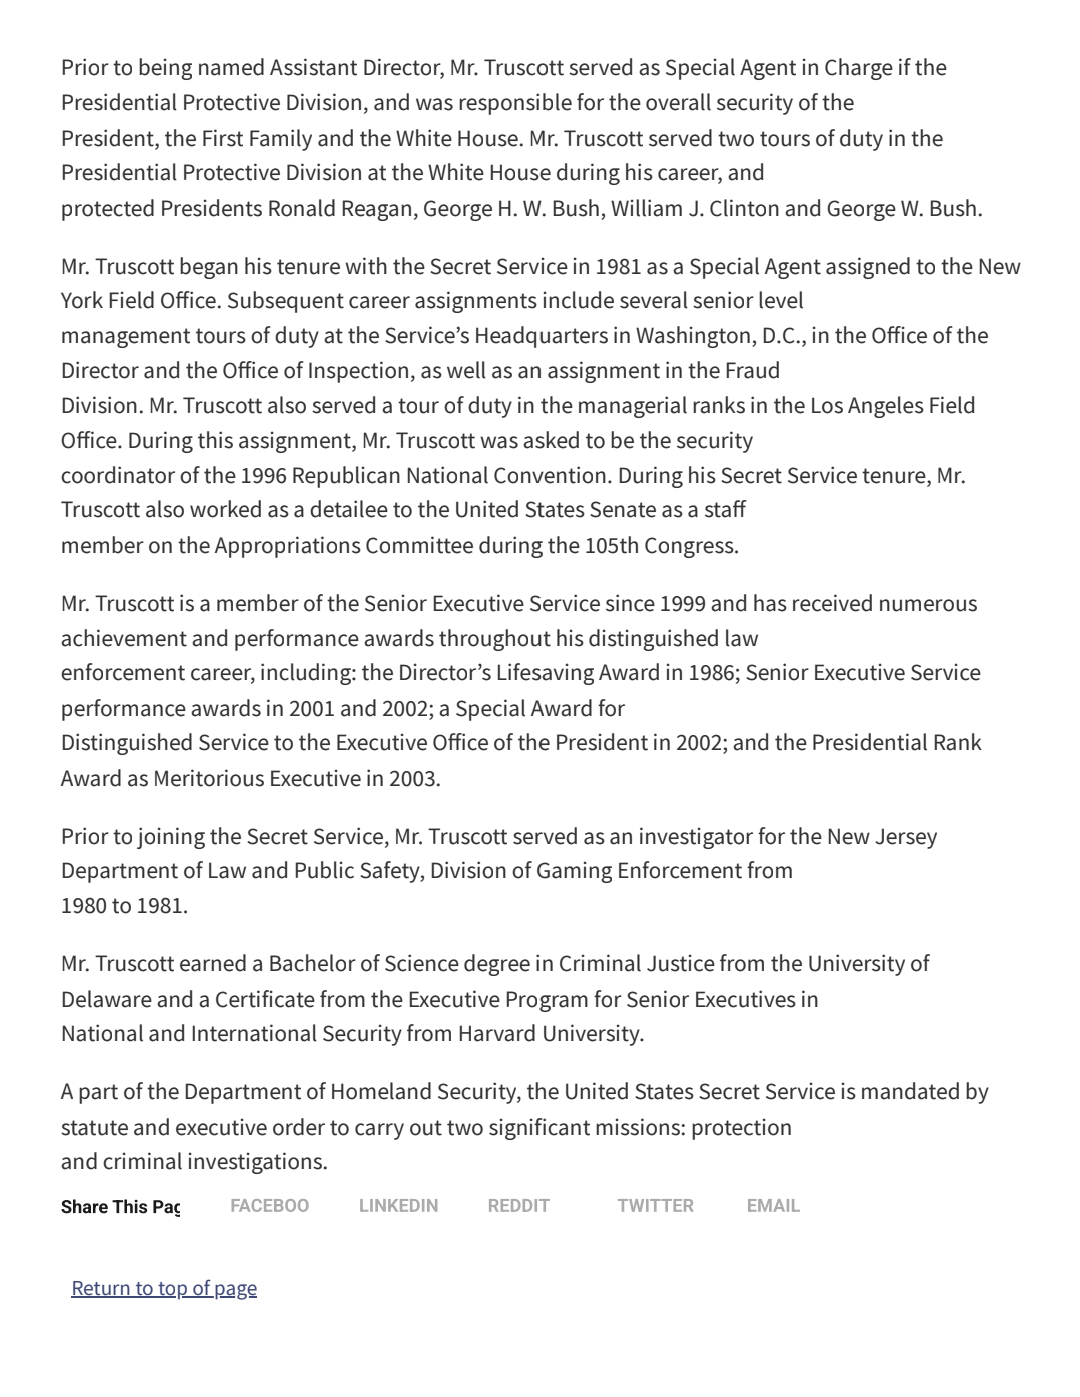 Prior to being named Assistant Director, Mr. Truscott served as Special Agent in Charge if the
Presidential Protective Division, and was responsible for the overall security of the
President, the First Family and the White House. Mr. Truscott served two tours of duty in the
Presidential Protective Division at the White House during his career, and
protected Presidents Ronald Reagan, George H. W. Bush, William J. Clinton and George W. Bush.
Mr. Truscott began his tenure with the Secret Service in 1981 as a Special Agent assigned to the New
York Field Office. Subsequent career assignments include several senior level
management tours of duty at the Service’s Headquarters in Washington, D.C., in the Office of the
Director and the Office of Inspection, as well as an assignment in the Fraud
Division. Mr. Truscott also served a tour of duty in the managerial ranks in the Los Angeles Field
Office. During this assignment, Mr. Truscott was asked to be the security
coordinator of the 1996 Republican National Convention. During his Secret Service tenure, Mr.
Truscott also worked as a detailee to the United States Senate as a staff
member on the Appropriations Committee during the 105th Congress.
Mr. Truscott is a member of the Senior Executive Service since 1999 and has received numerous
achievement and performance awards throughout his distinguished law
enforcement career, including: the Director’s Lifesaving Award in 1986; Senior Executive Service
performance awards in 2001 and 2002; a Special Award for
Distinguished Service to the Executive Office of the President in 2002; and the Presidential Rank
Award as Meritorious Executive in 2003.
Prior to joining the Secret Service, Mr. Truscott served as an investigator for the New Jersey
Department of Law and Public Safety, Division of Gaming Enforcement from
1980 to 1981.
Mr. Truscott earned a Bachelor of Science degree in Criminal Justice from the University of
Delaware and a Certificate from the Executive Program for Senior Executives in
National and International Security from Harvard University.
A part of the Department of Homeland Security, the United States Secret Service is mandated by
statute and executive order to carry out two significant missions: protection
and criminal investigations.
Share This Pag FACEBOO LINKEDIN REDDIT TWITTER EMAIL
Return to top of page